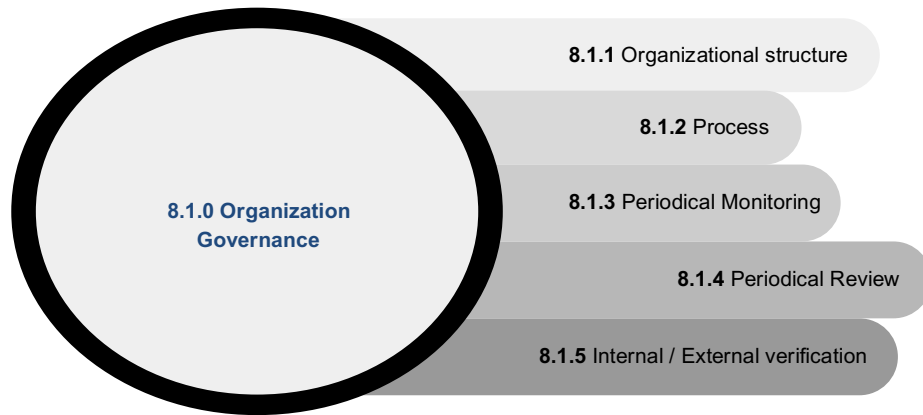 8.1.1 Organizational structure
8.1.2 Process
8.1.0 Organization
Governance
8.1.3 Periodical Monitoring
8.1.4 Periodical Review
8.1.5 Internal / External verification